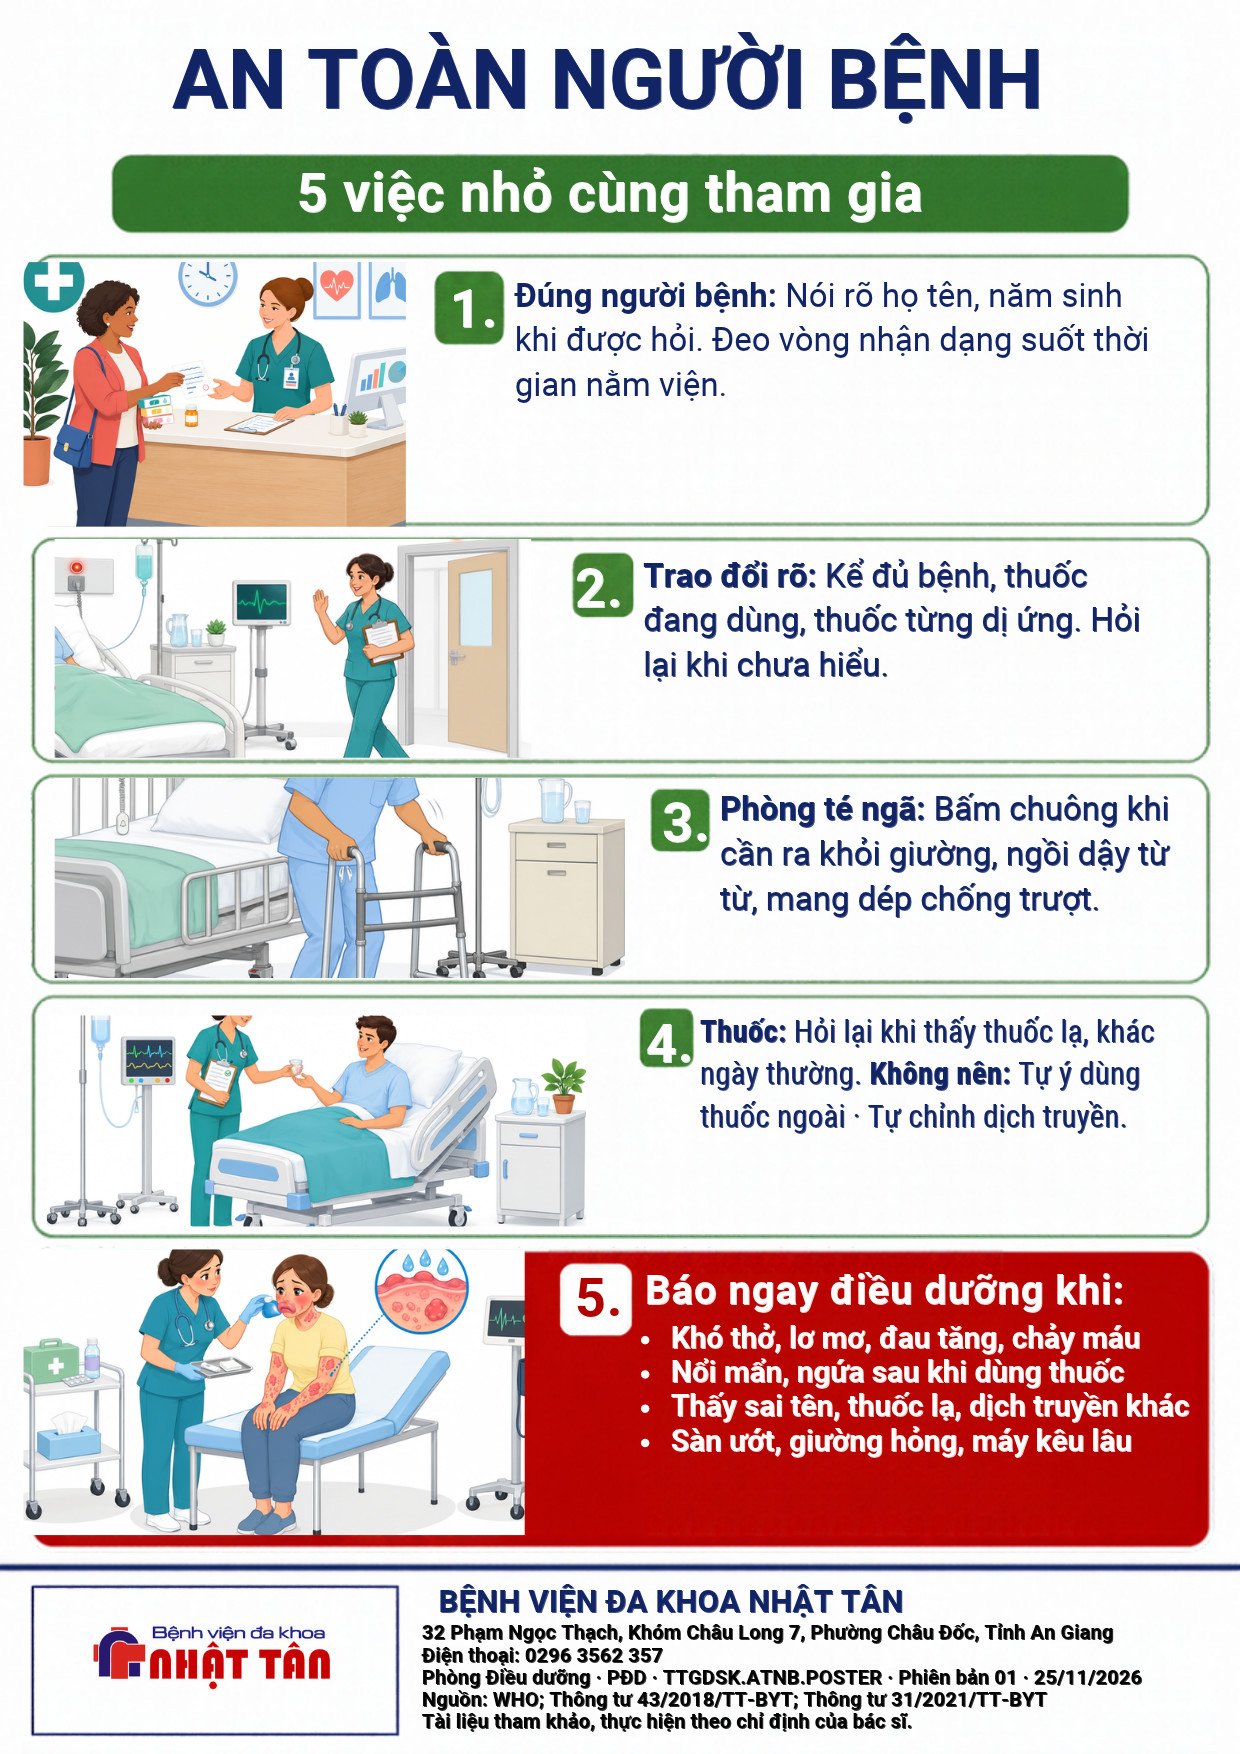 AN TOÀN NGƯỜI BỆNH
5 việc nhỏ cùng tham gia
1. Đúng người bệnh: Nói rõ họ tên, năm sinh
khi được hỏi. Đeo vòng nhận dạng suốt thời
gian nằm viện.
2. Trao đổi rõ: Kể đủ bệnh, thuốc
đang dùng, thuốc từng dị ứng. Hỏi
lại khi chưa hiểu.
3. Phòng té ngã: Bấm chuông khi
cần ra khỏi giường, ngồi dậy từ
từ, mang dép chống trượt.
4. Thuốc: Hỏi lại khi thấy thuốc lạ, khác
ngày thường. Không nên: Tự ý dùng
thuốc ngoài · Tự chỉnh dịch truyền.
5. Báo ngay điều dưỡng khi:
• Khó thở, lơ mơ, đau tăng, chảy máu
• Nổi mẩn, ngứa sau khi dùng thuốc
• Thấy sai tên, thuốc lạ, dịch truyền khác
• Sàn ướt, giường hỏng, máy kêu lâu
Bệnh viện đa khoa
NHẬT TÂN
BỆNH VIỆN ĐA KHOA NHẬT TÂN
32 Phạm Ngọc Thạch, Khóm Châu Long 7, Phường Châu Đốc, Tỉnh An Giang
Điện thoại: 0296 3562 357
Phòng Điều dưỡng · PĐD · TTGDSK.ATNB.POSTER · Phiên bản 01 · 25/11/2026
Nguồn: WHO; Thông tư 43/2018/TT-BYT; Thông tư 31/2021/TT-BYT
Tài liệu tham khảo, thực hiện theo chỉ định của bác sĩ.